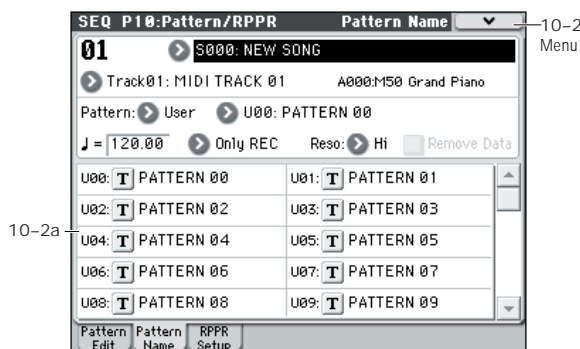 SEQ P10:Pattern/RPPR Pattern Name
10-2
Menu
01 S000: NEW SONG
Track01: MIDI TRACK 01 A000:M50 Grand Piano
Pattern: User U00: PATTERN 00
♩ = 120.00 Only REC Reso: Hi Remove Data
U00: T PATTERN 00 U01: T PATTERN 01
U02: T PATTERN 02 U03: T PATTERN 03
10-2a
U04: T PATTERN 04 U05: T PATTERN 05
U06: T PATTERN 06 U07: T PATTERN 07
U08: T PATTERN 08 U09: T PATTERN 09
Pattern Edit Pattern Name RPPR Setup